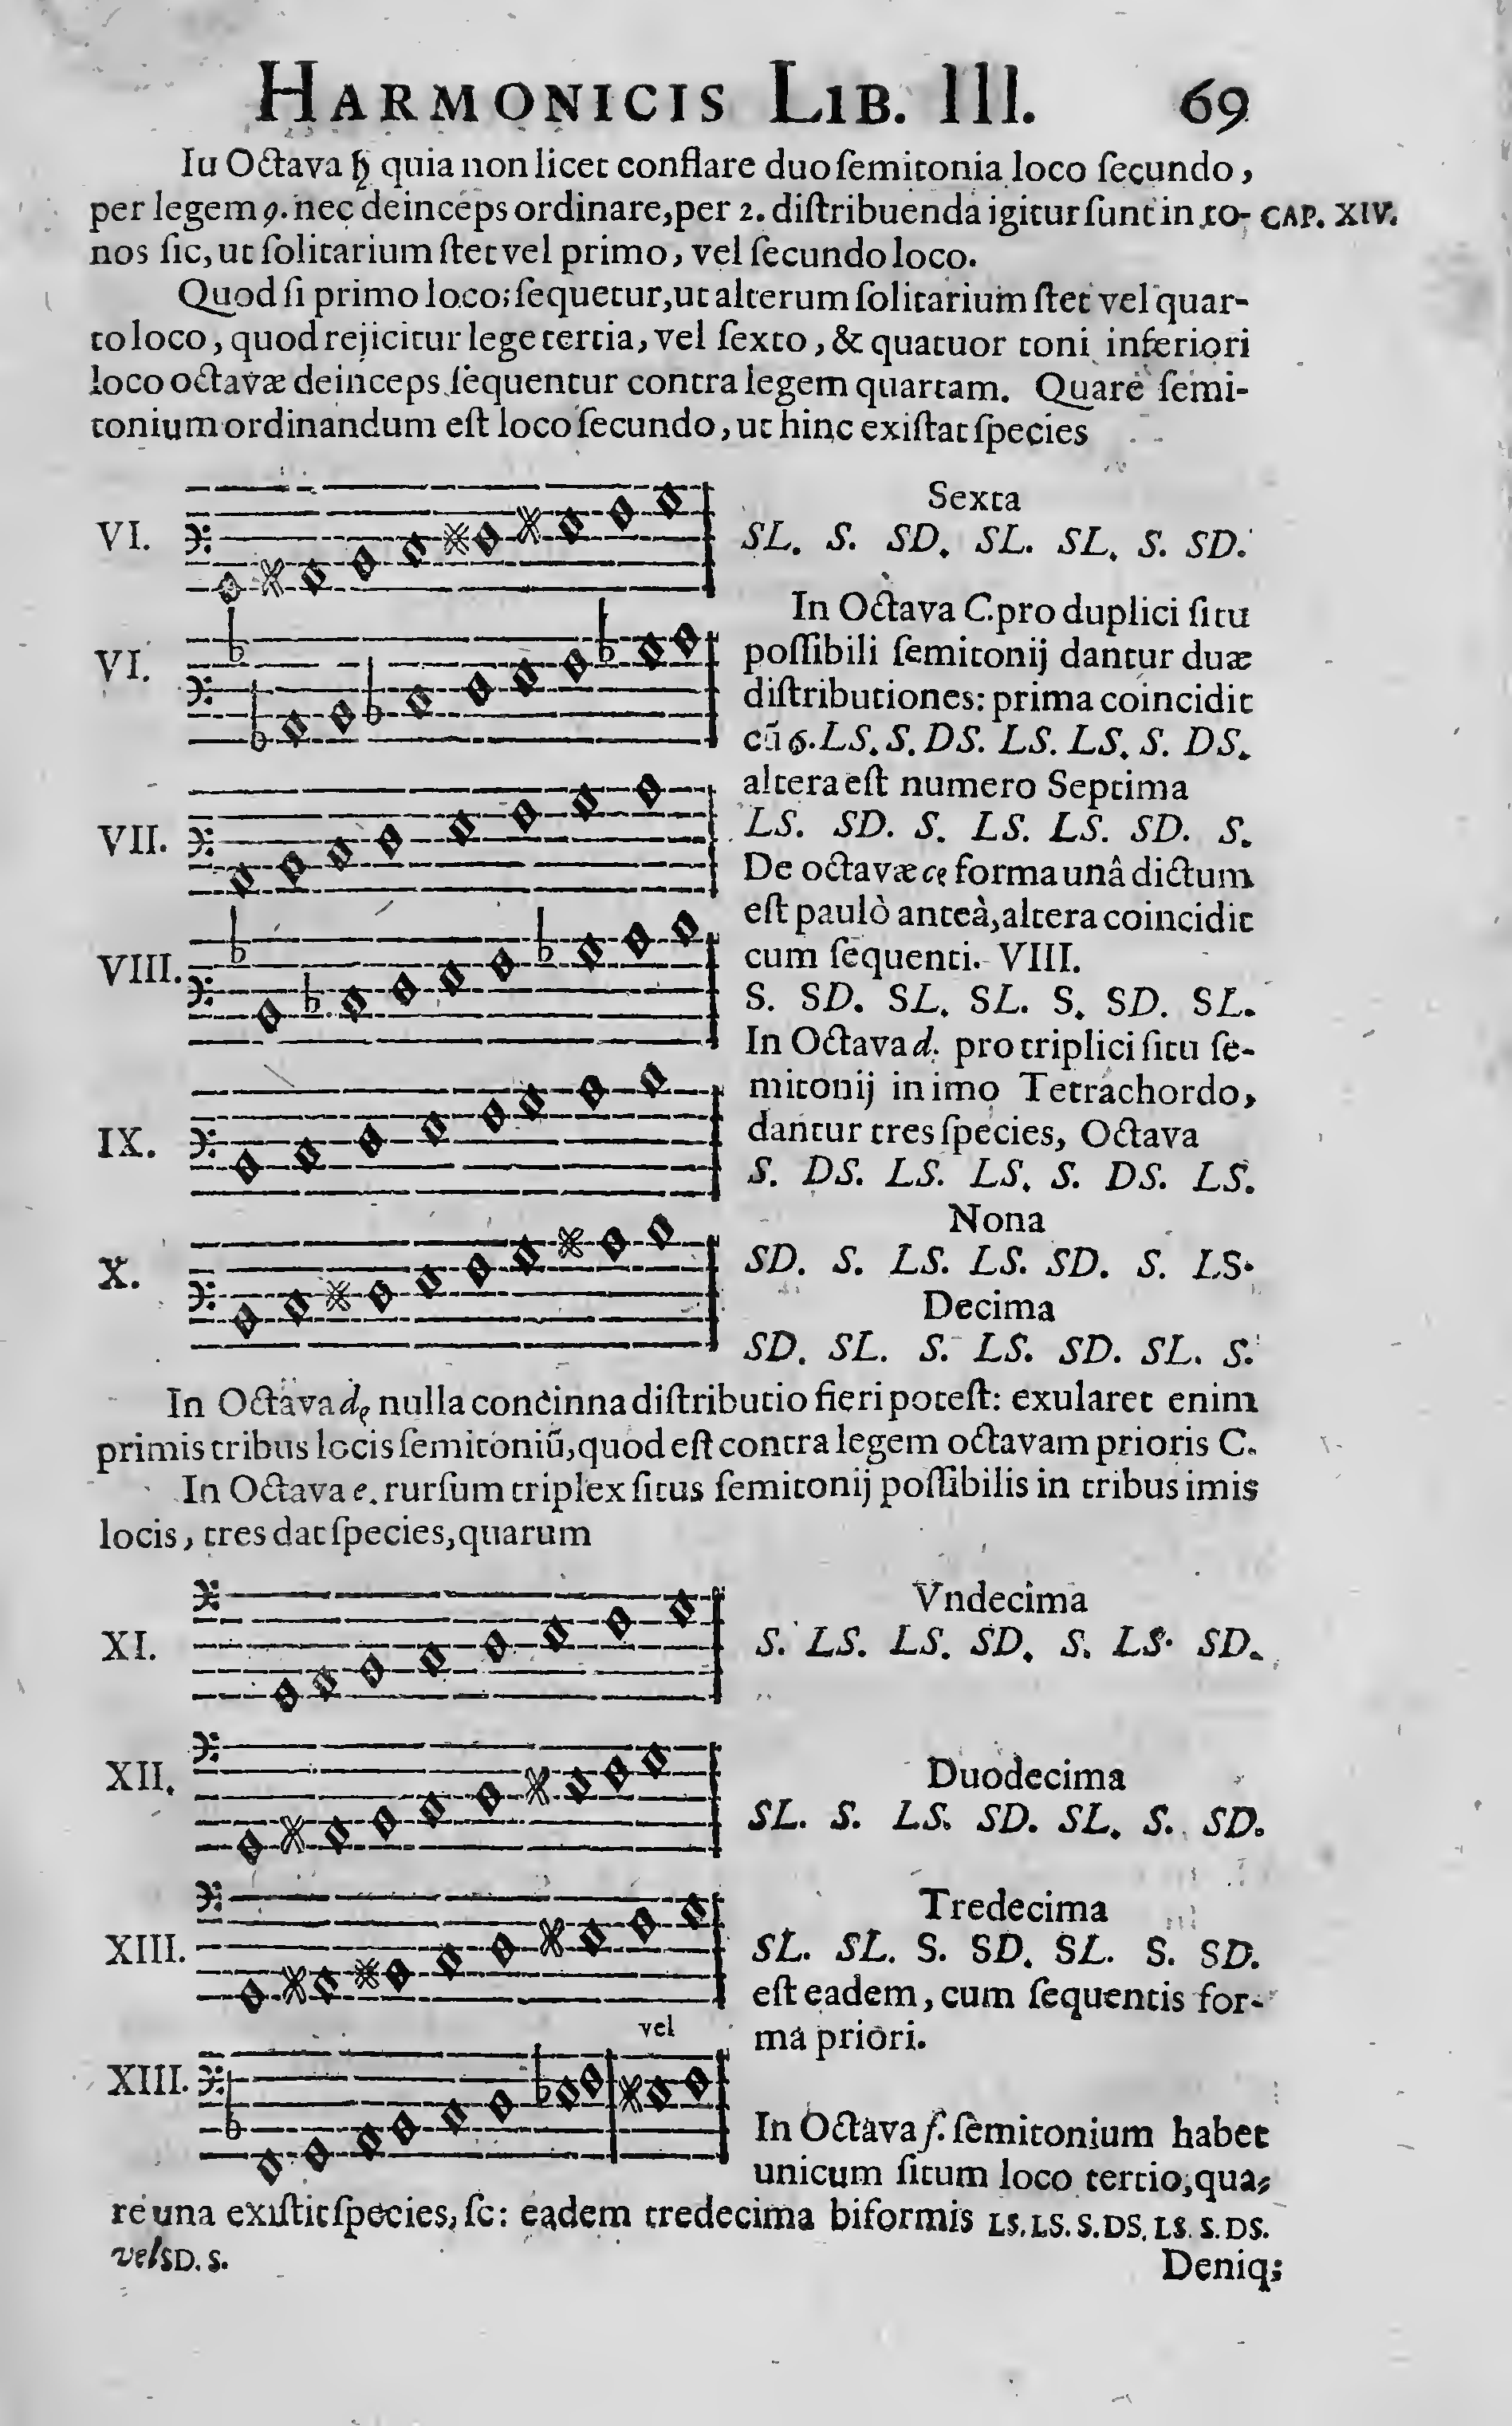 HARMONICIS LIB. III. 69
Iu Octava ♮ quia non licet conflare duo ſemitonia loco ſecundo,
per legem 9. nec deinceps ordinare, per 2. diſtribuenda igitur ſunt in to- CAP. XIV.
nos ſic, ut ſolitarium ſtet vel primo, vel ſecundo loco.
Quod ſi primo loco; ſequetur, ut alterum ſolitarium ſtet vel quar-
to loco, quod rejicitur lege tertia, vel ſexto, & quatuor toni inferiori
loco octavæ deinceps ſequentur contra legem quartam. Quare ſemi-
tonium ordinandum eſt loco ſecundo, ut hinc exiſtat ſpecies
VI.
Sexta
SL. S. SD. SL. SL. S. SD.
VI.
In Octava C. pro duplici ſitu
poſſibili ſemitonij dantur duæ
diſtributiones: prima coincidit
cū 6. LS. S. DS. LS. LS. S. DS.
VII.
altera eſt numero Septima
LS. SD. S. LS. LS. SD. S.
VIII.
De octavæ cę forma unâ dictum
eſt paulò anteà, altera coincidit
cum ſequenti. VIII.
S. SD. SL. SL. S. SD. SL.
IX.
In Octava d. pro triplici ſitu ſe-
mitonij in imo Tetrachordo,
dantur tres ſpecies, Octava
S. DS. LS. LS. S. DS. LS.
X.
Nona
SD. S. LS. LS. SD. S. LS.
Decima
SD. SL. S. LS. SD. SL. S.
In Octava dę nulla concinna diſtributio fieri poteſt: exularet enim
primis tribus locis ſemitoniū, quod eſt contra legem octavam prioris C.
In Octava e. rurſum triplex ſitus ſemitonij poſſibilis in tribus imis
locis, tres dat ſpecies, quarum
XI.
Vndecima
S. LS. LS. SD. S. LS. SD.
XII.
Duodecima
SL. S. LS. SD. SL. S. SD.
XIII.
Tredecima
SL. SL. S. SD. SL. S. SD.
eſt eadem, cum ſequentis for-
mâ priori.
vel
XIII.
In Octava f. ſemitonium habet
unicum ſitum loco tertio, qua-
re una exiſtit ſpecies, ſc: eadem tredecima biformis LS. LS. S. DS. LS. S. DS.
vel SD. S.
Deniq;